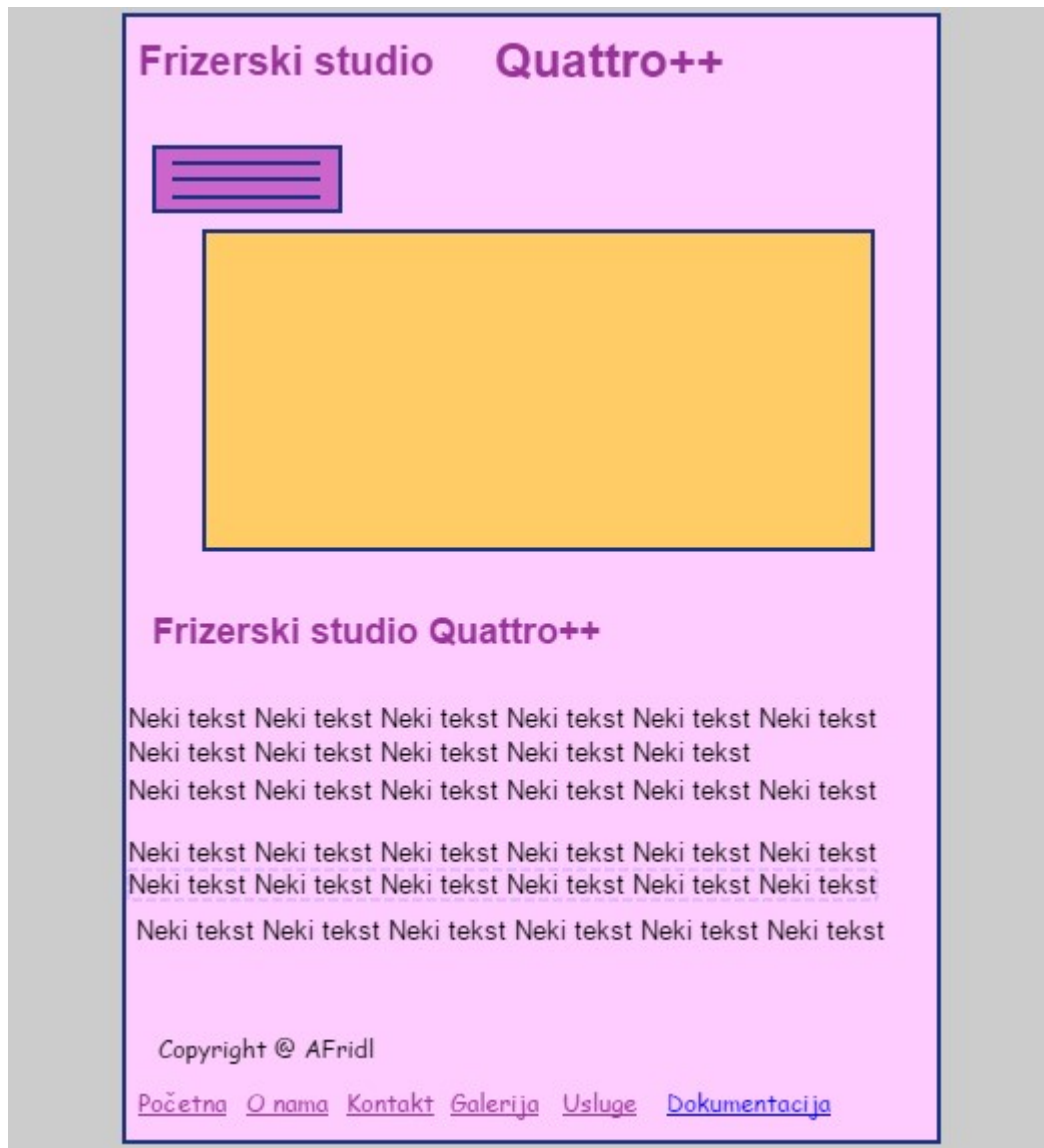 Frizerski studio Quattro++
Frizerski studio Quattro++
Neki tekst Neki tekst Neki tekst Neki tekst Neki tekst Neki tekst
Neki tekst Neki tekst Neki tekst Neki tekst Neki tekst
Neki tekst Neki tekst Neki tekst Neki tekst Neki tekst Neki tekst
Neki tekst Neki tekst Neki tekst Neki tekst Neki tekst Neki tekst
Neki tekst Neki tekst Neki tekst Neki tekst Neki tekst Neki tekst
Neki tekst Neki tekst Neki tekst Neki tekst Neki tekst Neki tekst
Copyright @ AFridl
Početna O nama Kontakt Galerija Usluge Dokumentacija